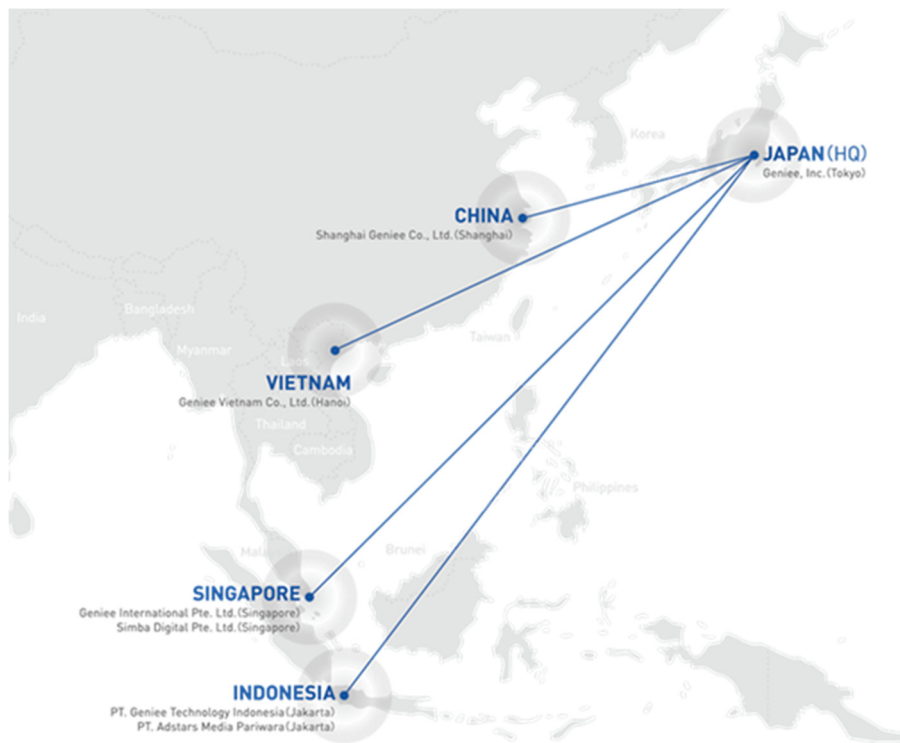 Korea
JAPAN(HQ)
Geniee, Inc.(Tokyo)
CHINA
Shanghai Geniee Co., Ltd.(Shanghai)
Bangladesh
India
Taiwan
Myanmar
Laos
VIETNAM
Geniee Vietnam Co., Ltd.(Hanoi)
Thailand
Cambodia
Philippines
Brunei
SINGAPORE
Geniee International Pte. Ltd.(Singapore)
Simba Digital Pte. Ltd.(Singapore)
INDONESIA
PT. Geniee Technology Indonesia(Jakarta)
PT. Adstars Media Pariwara(Jakarta)